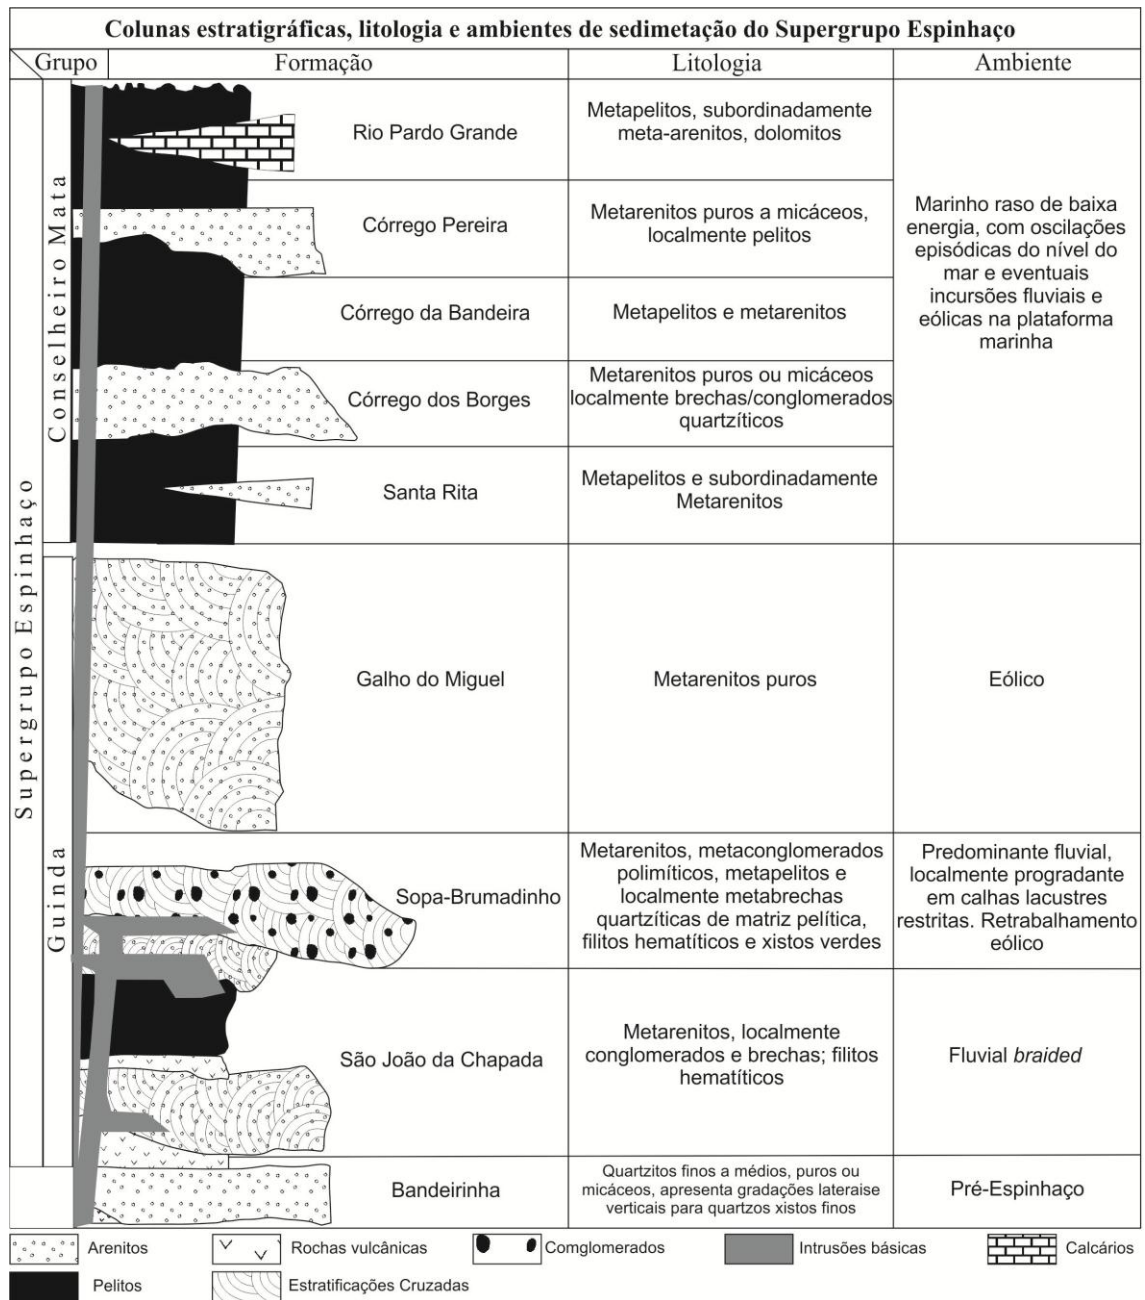 Colunas estratigráficas, litologia e ambientes de sedimetação do Supergrupo Espinhaço
Grupo
Formação
Litologia
Ambiente
Supergrupo Espinhaço
Conselheiro Mata
Rio Pardo Grande
Metapelitos, subordinadamente
meta-arenitos, dolomitos
Marinho raso de baixa
energia, com oscilações
episódicas do nível do
mar e eventuais
incursões fluviais e
eólicas na plataforma
marinha
Córrego Pereira
Metarenitos puros a micáceos,
localmente pelitos
Córrego da Bandeira
Metapelitos e metarenitos
Córrego dos Borges
Metarenitos puros ou micáceos
localmente brechas/conglomerados
quartzíticos
Santa Rita
Metapelitos e subordinadamente
Metarenitos
Guinda
Galho do Miguel
Metarenitos puros
Eólico
Sopa-Brumadinho
Metarenitos, metaconglomerados
polimíticos, metapelitos e
localmente metabrechas
quartzíticas de matriz pelítica,
filitos hematíticos e xistos verdes
Predominante fluvial,
localmente progradante
em calhas lacustres
restritas. Retrabalhamento
eólico
São João da Chapada
Metarenitos, localmente
conglomerados e brechas; filitos
hematíticos
Fluvial braided
Bandeirinha
Quartzitos finos a médios, puros ou
micáceos, apresenta gradações lateraise
verticais para quartzos xistos finos
Pré-Espinhaço
Arenitos
Rochas vulcânicas
Comglomerados
Intrusões básicas
Calcários
Pelitos
Estratificações Cruzadas